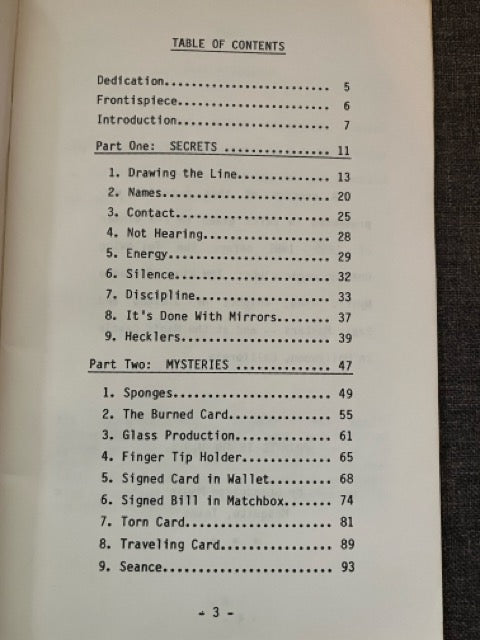 TABLE OF CONTENTS
Dedication......................... 5
Frontispiece....................... 6
Introduction....................... 7
Part One: SECRETS ................ 11
1. Drawing the Line.............. 13
2. Names......................... 20
3. Contact....................... 25
4. Not Hearing................... 28
5. Energy........................ 29
6. Silence....................... 32
7. Discipline.................... 33
8. It's Done With Mirrors........ 37
9. Hecklers...................... 39
Part Two: MYSTERIES .............. 47
1. Sponges....................... 49
2. The Burned Card............... 55
3. Glass Production.............. 61
4. Finger Tip Holder............. 65
5. Signed Card in Wallet......... 68
6. Signed Bill in Matchbox....... 74
7. Torn Card..................... 81
8. Traveling Card................ 89
9. Seance........................ 93
- 3 -